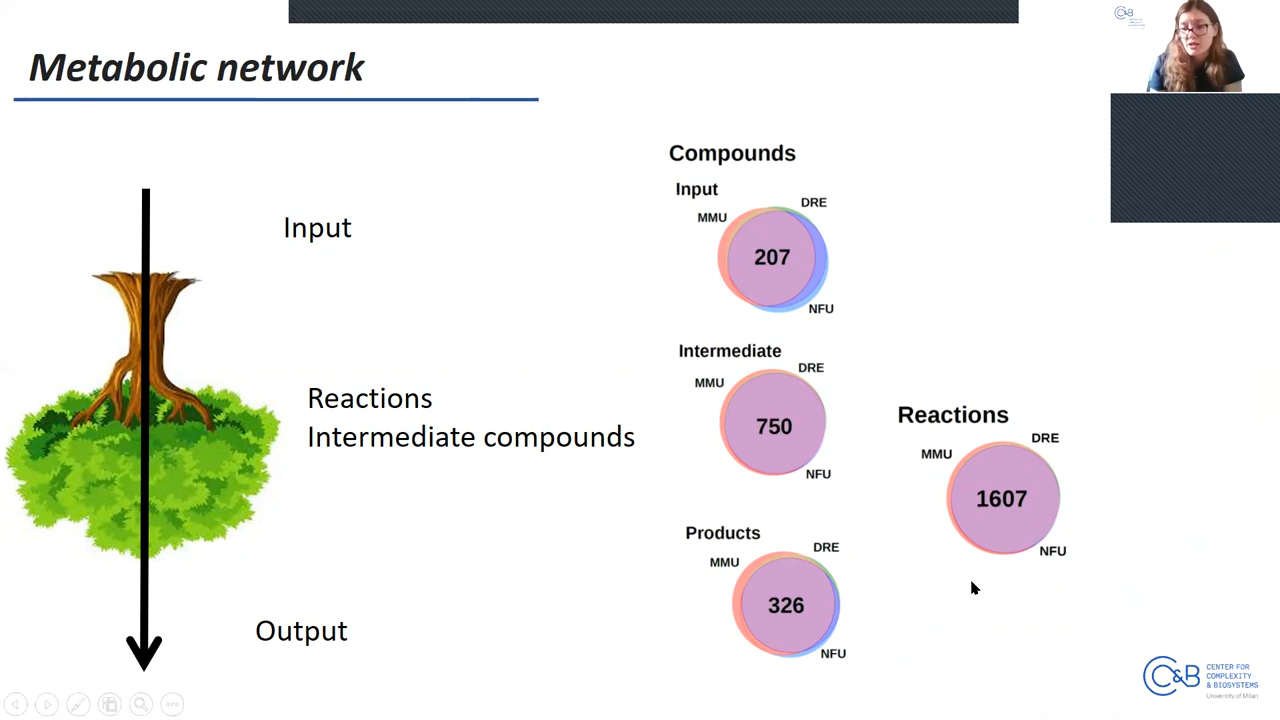 Metabolic network
Input
Reactions
Intermediate compounds
Output
Compounds
Input
MMU
DRE
207
NFU
Intermediate
MMU
DRE
750
NFU
Products
MMU
DRE
326
NFU
Reactions
MMU
DRE
1607
NFU
C&B
CENTER FOR
COMPLEXITY
& BIOSYSTEMS
University of Milan
C&B